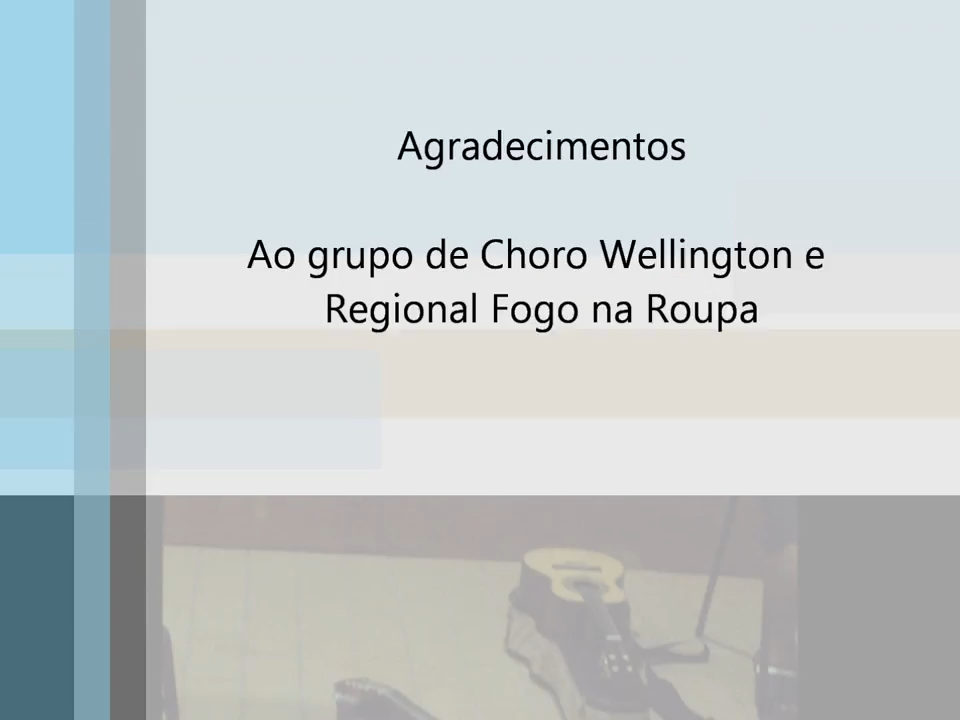 Agradecimentos
Ao grupo de Choro Wellington e
Regional Fogo na Roupa